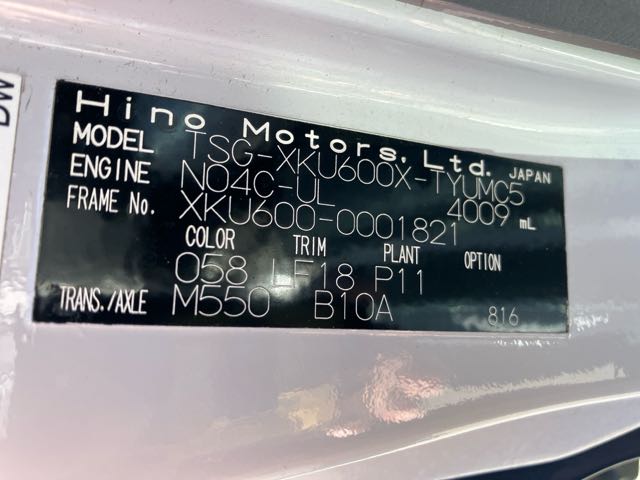 DW
Hino Motors, Ltd. JAPAN
MODEL TSG-XKU600X-TYUMC5
ENGINE N04C-UL 4009 mL
FRAME No. XKU600-0001821
COLOR TRIM PLANT OPTION
058 LF18 P11
TRANS./AXLE M550 B10A 816